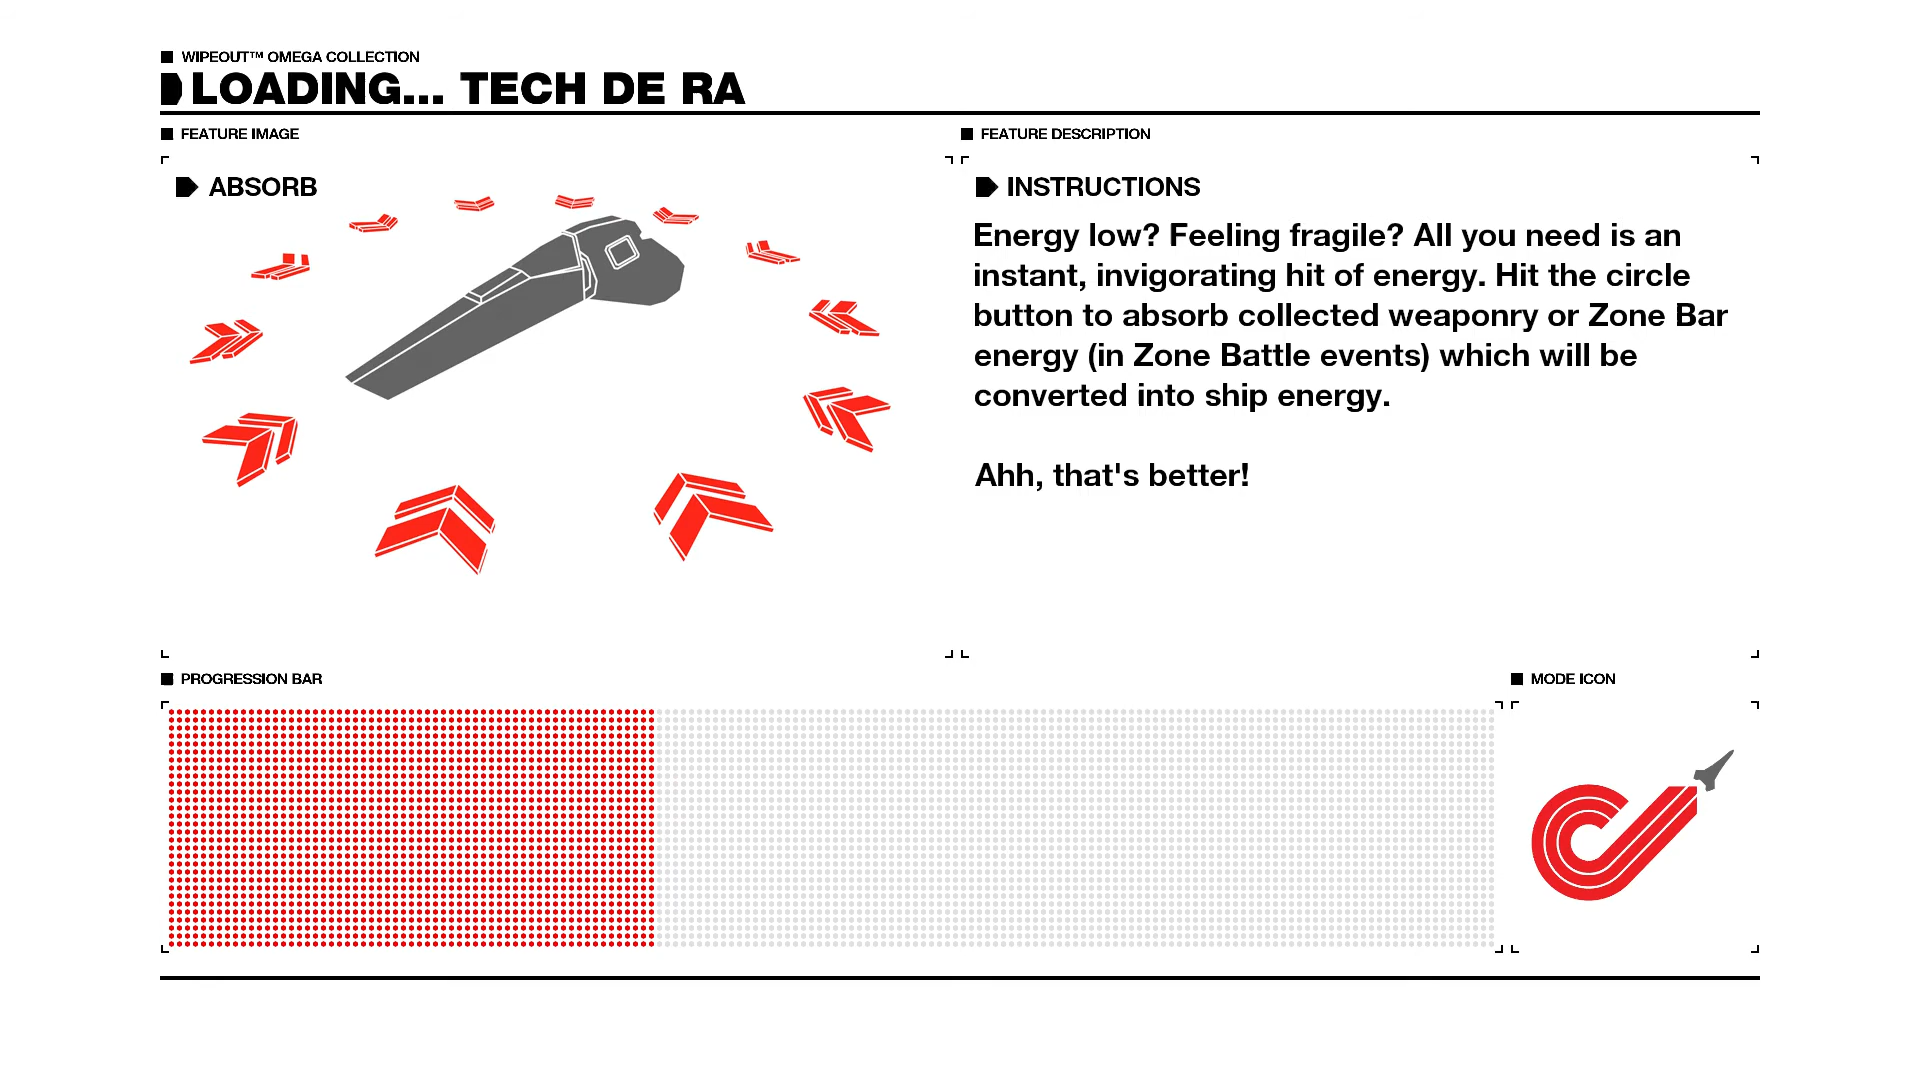 WIPEOUT™ OMEGA COLLECTION
LOADING... TECH DE RA
FEATURE IMAGE
ABSORB
FEATURE DESCRIPTION
INSTRUCTIONS
Energy low? Feeling fragile? All you need is an
instant, invigorating hit of energy. Hit the circle
button to absorb collected weaponry or Zone Bar
energy (in Zone Battle events) which will be
converted into ship energy.
Ahh, that's better!
PROGRESSION BAR
MODE ICON